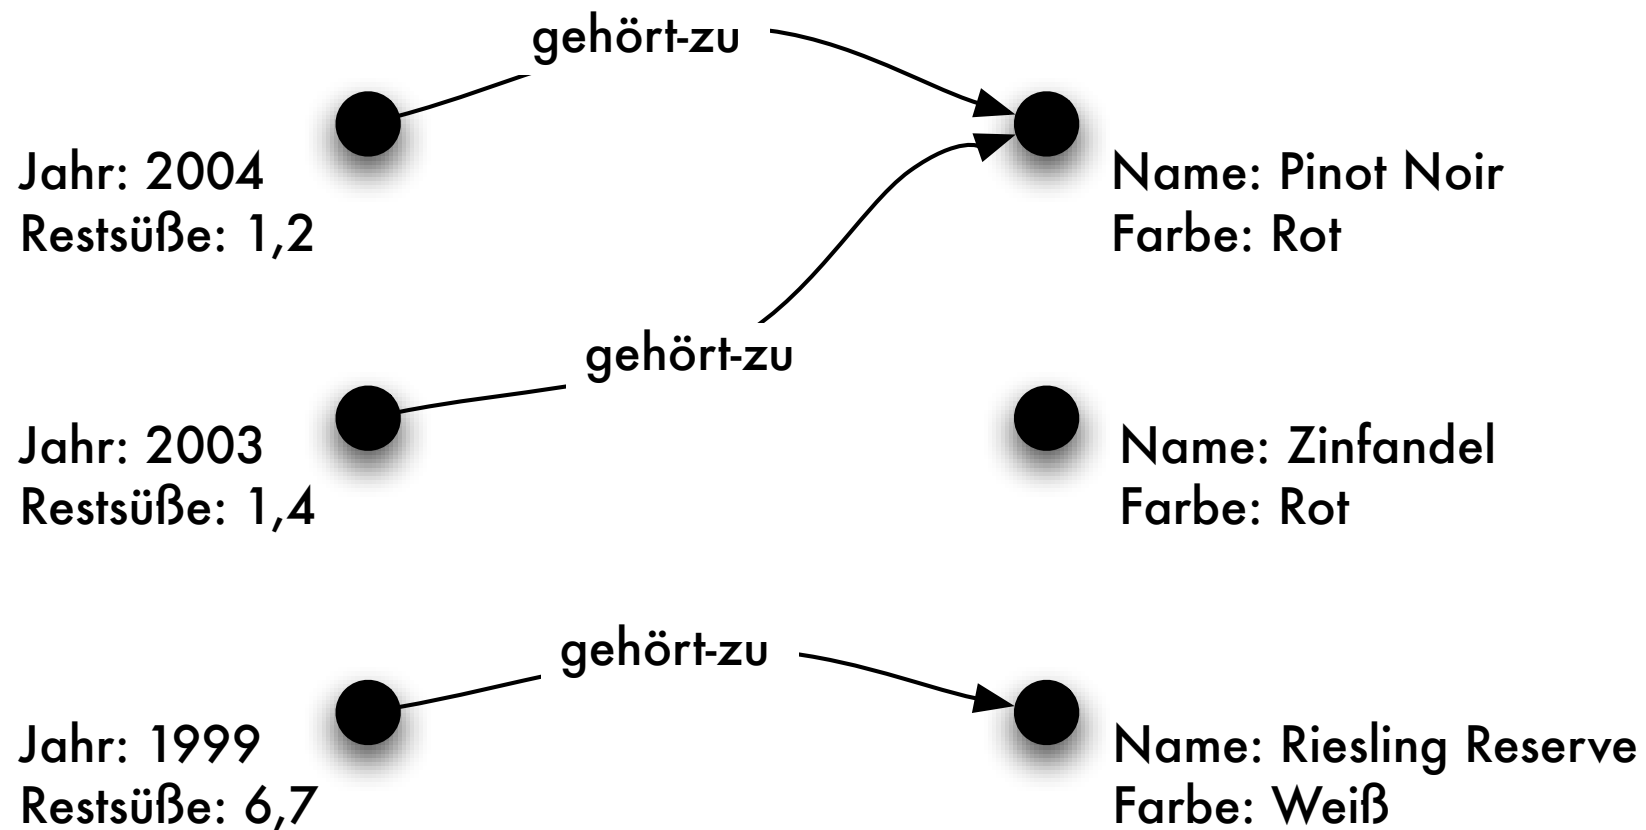 gehört-zu
Jahr: 2004
Restsüße: 1,2
Name: Pinot Noir
Farbe: Rot
gehört-zu
Jahr: 2003
Restsüße: 1,4
Name: Zinfandel
Farbe: Rot
gehört-zu
Jahr: 1999
Restsüße: 6,7
Name: Riesling Reserve
Farbe: Weiß